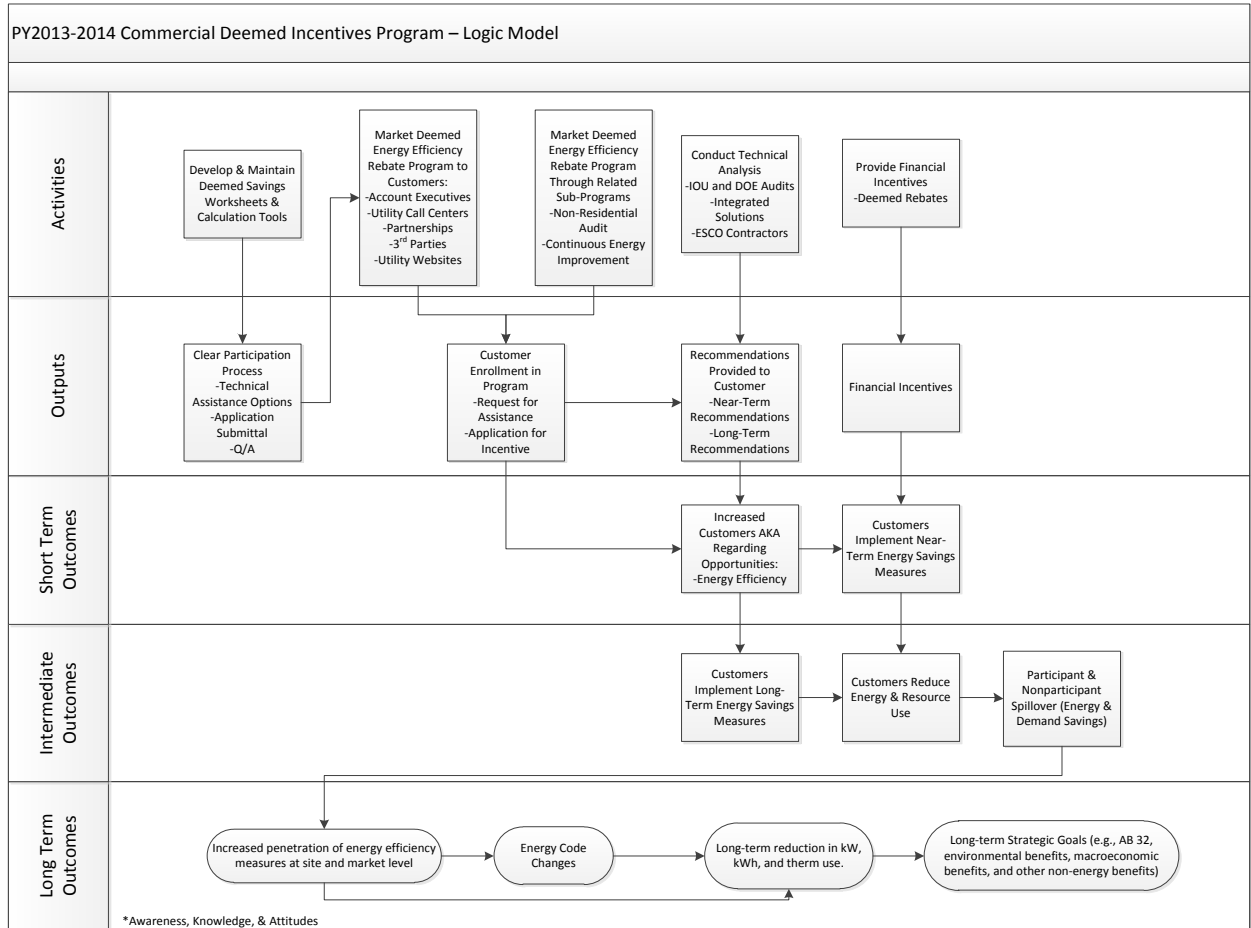 PY2013-2014 Commercial Deemed Incentives Program – Logic Model
Activities
Develop & Maintain
Deemed Savings
Worksheets &
Calculation Tools
Market Deemed
Energy Efficiency
Rebate Program to
Customers:
-Account Executives
-Utility Call Centers
-Partnerships
-3rd Parties
-Utility Websites
Market Deemed
Energy Efficiency
Rebate Program
Through Related
Sub-Programs
-Non-Residential
Audit
-Continuous Energy
Improvement
Conduct Technical
Analysis
-IOU and DOE Audits
-Integrated
Solutions
-ESCO Contractors
Provide Financial
Incentives
-Deemed Rebates
Outputs
Clear Participation
Process
-Technical
Assistance Options
-Application
Submittal
-Q/A
Customer
Enrollment in
Program
-Request for
Assistance
-Application for
Incentive
Recommendations
Provided to
Customer
-Near-Term
Recommendations
-Long-Term
Recommendations
Financial Incentives
Short Term
Outcomes
Increased
Customers AKA
Regarding
Opportunities:
-Energy Efficiency
Customers
Implement Near-
Term Energy Savings
Measures
Intermediate
Outcomes
Customers
Implement Long-
Term Energy Savings
Measures
Customers Reduce
Energy & Resource
Use
Participant &
Nonparticipant
Spillover (Energy &
Demand Savings)
Long Term
Outcomes
Increased penetration of energy efficiency
measures at site and market level
Energy Code
Changes
Long-term reduction in kW,
kWh, and therm use.
Long-term Strategic Goals (e.g., AB 32,
environmental benefits, macroeconomic
benefits, and other non-energy benefits)
*Awareness, Knowledge, & Attitudes